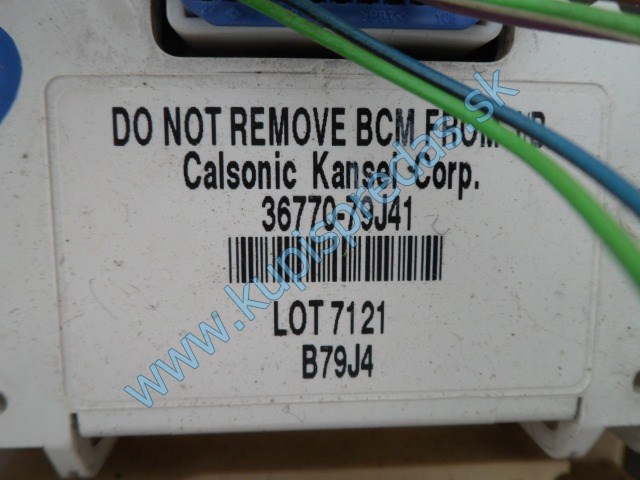 DO NOT REMOVE BCM FROM
Calsonic Kansei Corp.
36770-79J41
LOT 7121
B79J4
www.kupispredas.sk